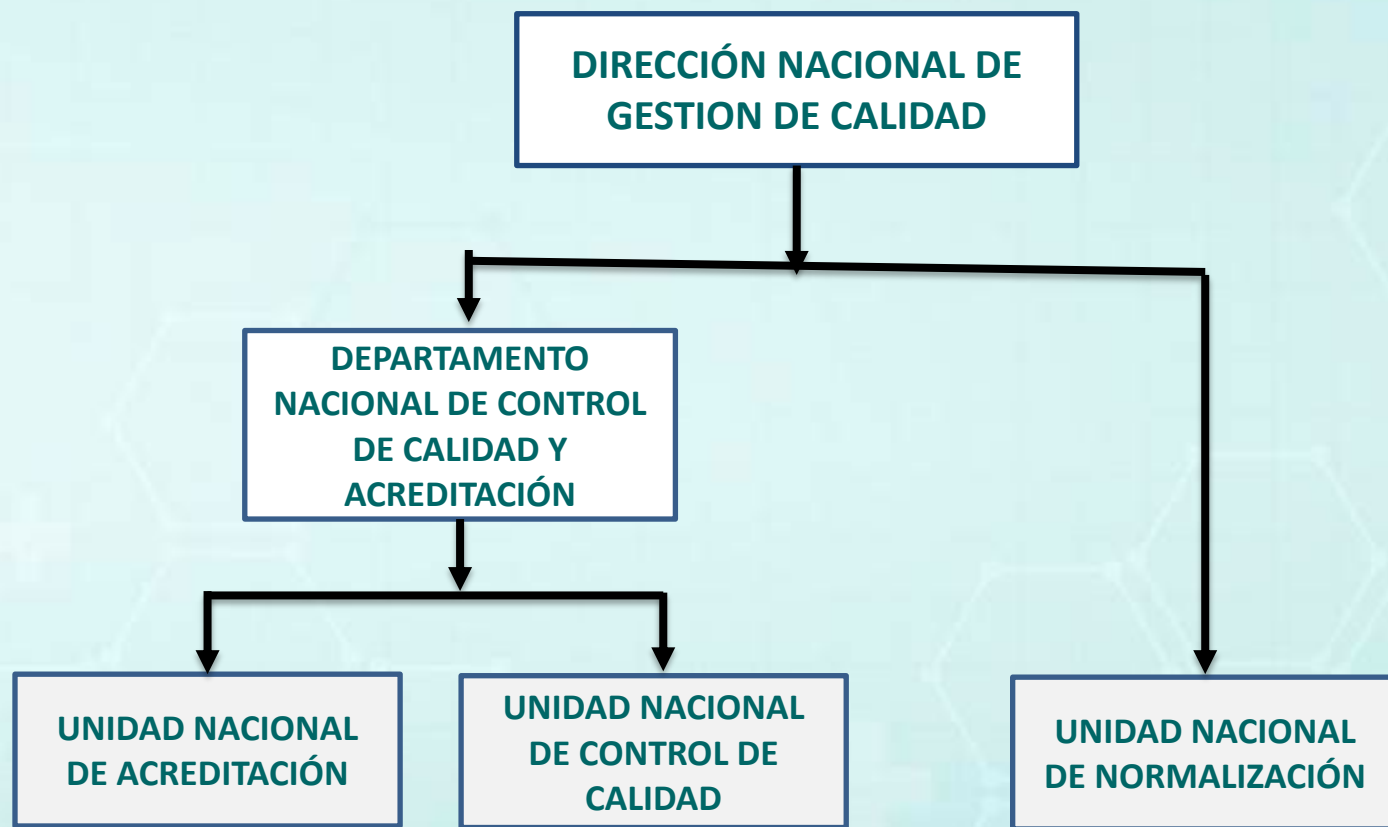 DIRECCIÓN NACIONAL DE
GESTION DE CALIDAD
DEPARTAMENTO
NACIONAL DE CONTROL
DE CALIDAD Y
ACREDITACIÓN
UNIDAD NACIONAL
DE ACREDITACIÓN
UNIDAD NACIONAL
DE CONTROL DE
CALIDAD
UNIDAD NACIONAL
DE NORMALIZACIÓN